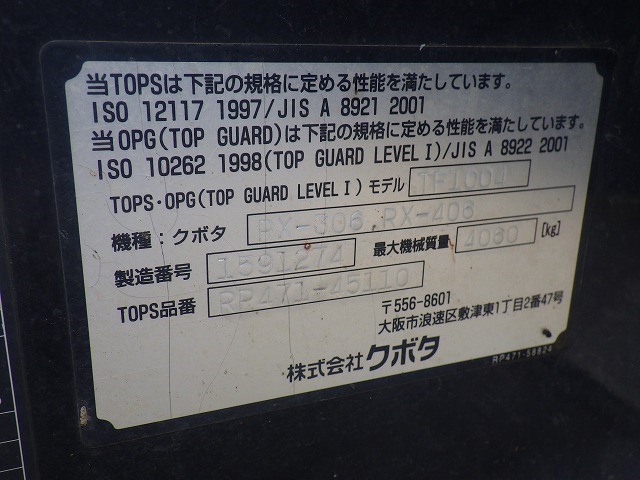 当TOPSは下記の規格に定める性能を満たしています。
ISO 12117 1997/JIS A 8921 2001
当OPG(TOP GUARD)は下記の規格に定める性能を満たしています。
ISO 10262 1998(TOP GUARD LEVEL I)/JIS A 8922 2001
TOPS・OPG(TOP GUARD LEVEL I) モデル
機種：クボタ RX-306,RX-406
製造番号 1591274 最大機械質量 4060 [kg]
TOPS品番 RP471-45110
〒556-8601
大阪市浪速区敷津東1丁目2番47号
株式会社クボタ